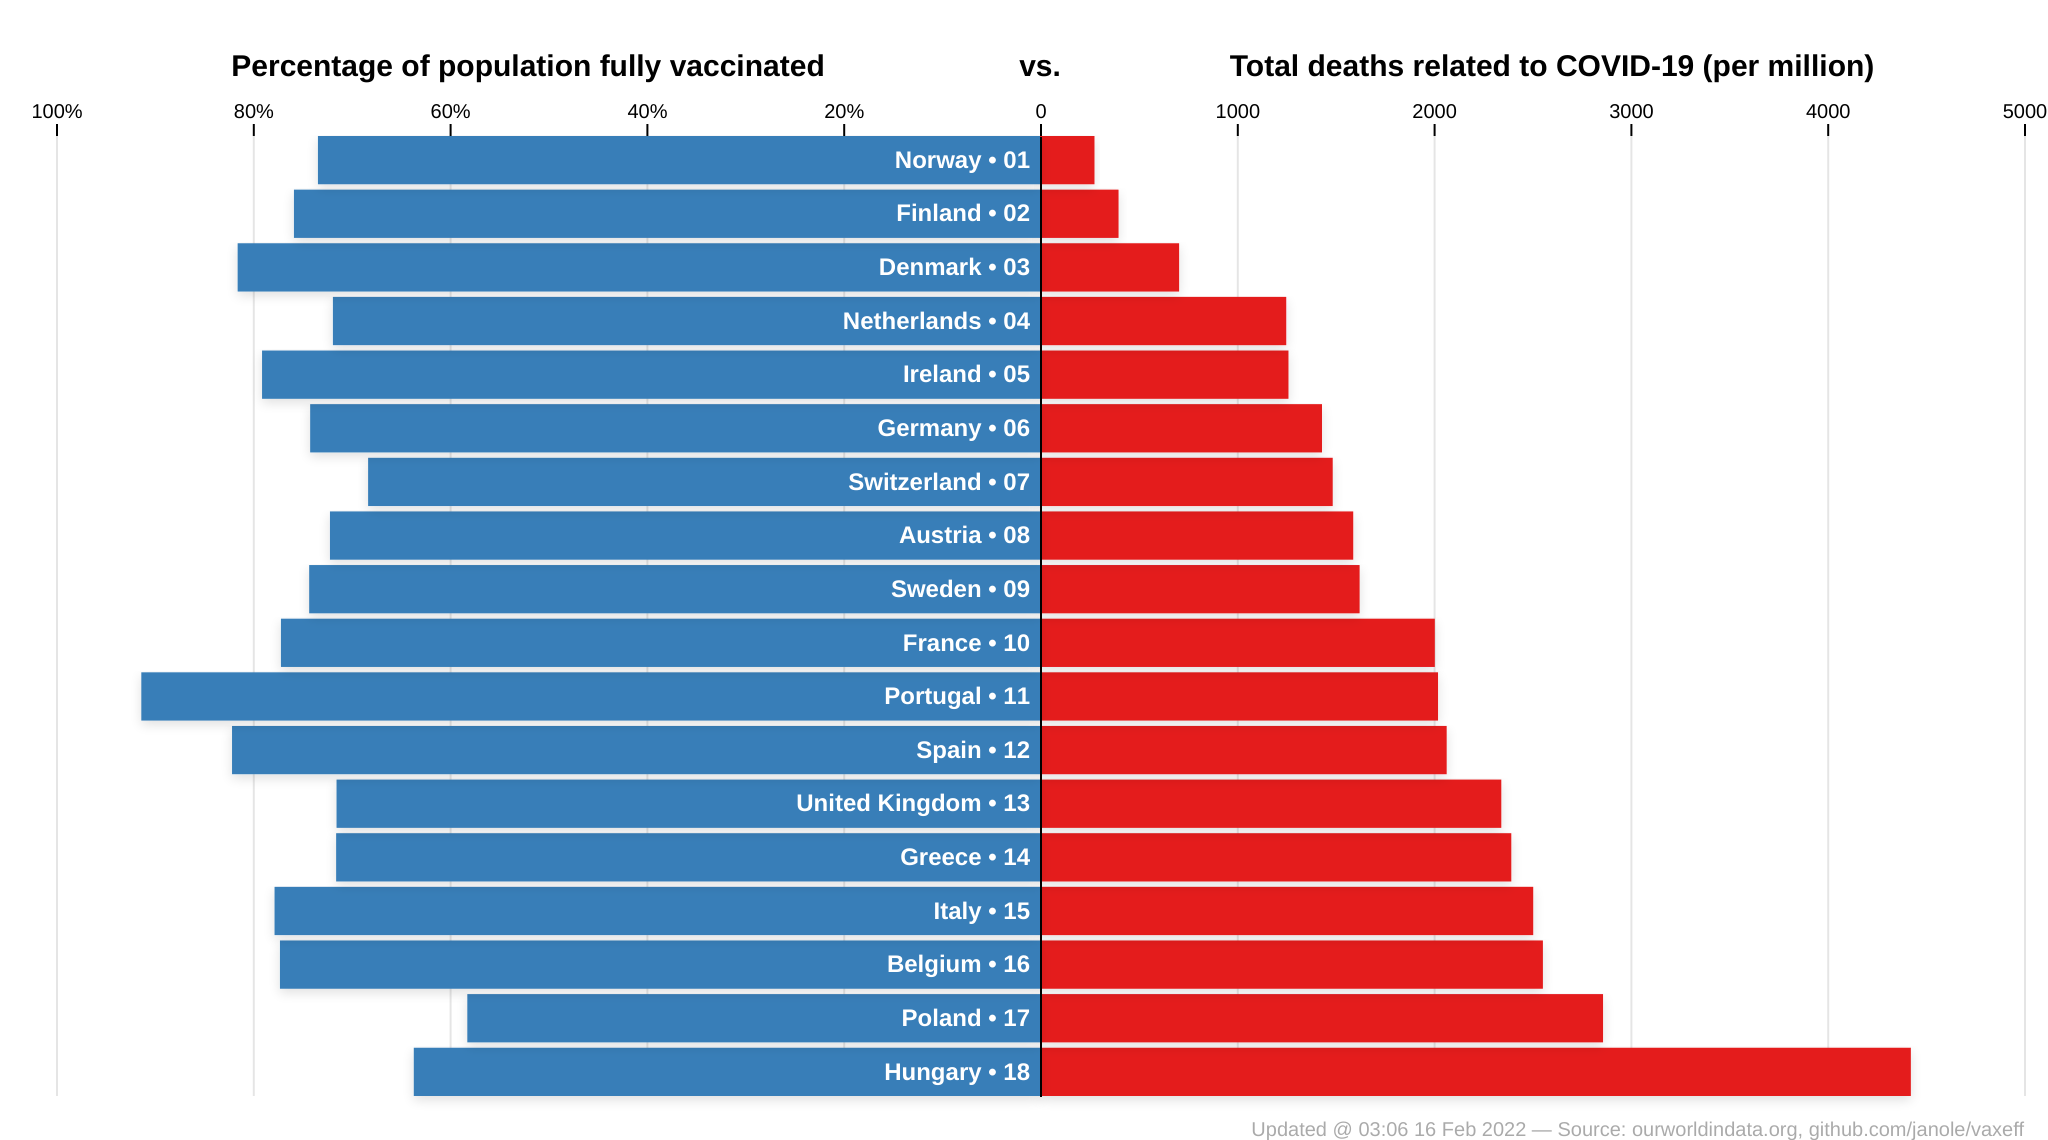 Percentage of population fully vaccinated vs. Total deaths related to COVID-19 (per million)
100% 80% 60% 40% 20% 0 1000 2000 3000 4000 5000
Norway • 01
Finland • 02
Denmark • 03
Netherlands • 04
Ireland • 05
Germany • 06
Switzerland • 07
Austria • 08
Sweden • 09
France • 10
Portugal • 11
Spain • 12
United Kingdom • 13
Greece • 14
Italy • 15
Belgium • 16
Poland • 17
Hungary • 18
Updated @ 03:06 16 Feb 2022 — Source: ourworldindata.org, github.com/janole/vaxeff